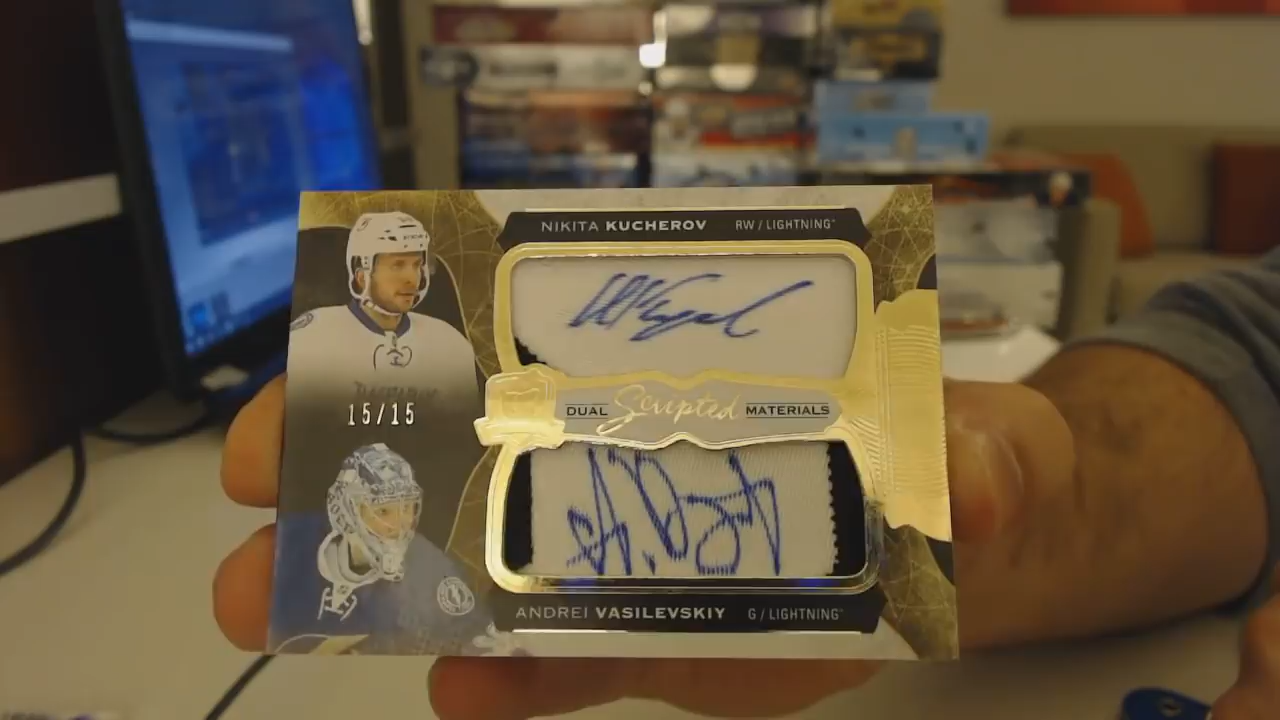 NIKITA KUCHEROV RW / LIGHTNING
15/15
DUAL Scripted MATERIALS
ANDREI VASILEVSKIY G / LIGHTNING